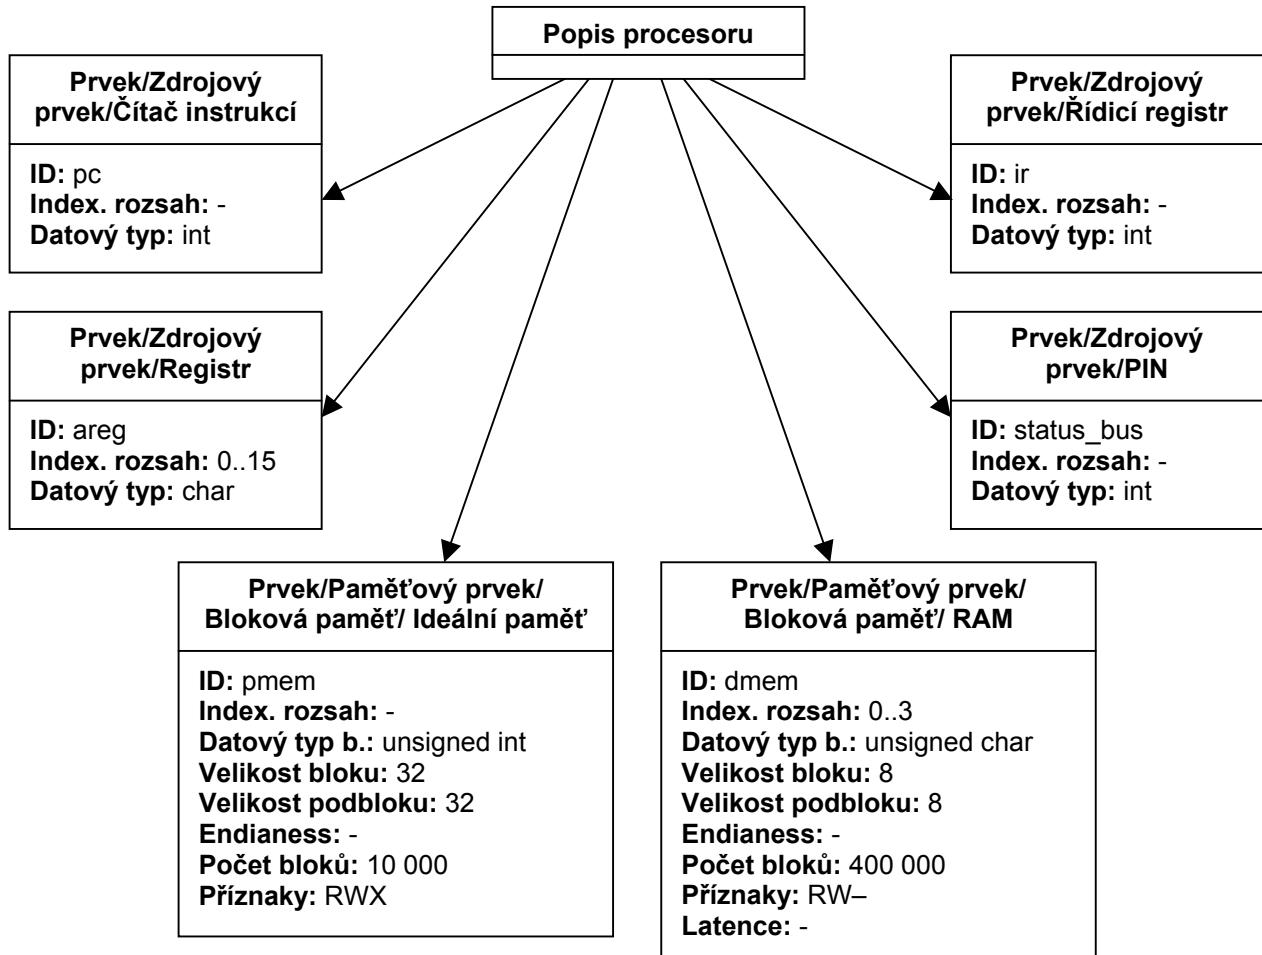 Popis procesoru
Prvek/Zdrojový
prvek/Čítač instrukcí
ID: pc
Index. rozsah: -
Datový typ: int
Prvek/Zdrojový
prvek/Řídicí registr
ID: ir
Index. rozsah: -
Datový typ: int
Prvek/Zdrojový
prvek/Registr
ID: areg
Index. rozsah: 0..15
Datový typ: char
Prvek/Zdrojový
prvek/PIN
ID: status_bus
Index. rozsah: -
Datový typ: int
Prvek/Paměťový prvek/
Bloková paměť/ Ideální paměť
ID: pmem
Index. rozsah: -
Datový typ b.: unsigned int
Velikost bloku: 32
Velikost podbloku: 32
Endianess: -
Počet bloků: 10 000
Příznaky: RWX
Prvek/Paměťový prvek/
Bloková paměť/ RAM
ID: dmem
Index. rozsah: 0..3
Datový typ b.: unsigned char
Velikost bloku: 8
Velikost podbloku: 8
Endianess: -
Počet bloků: 400 000
Příznaky: RW–
Latence: -